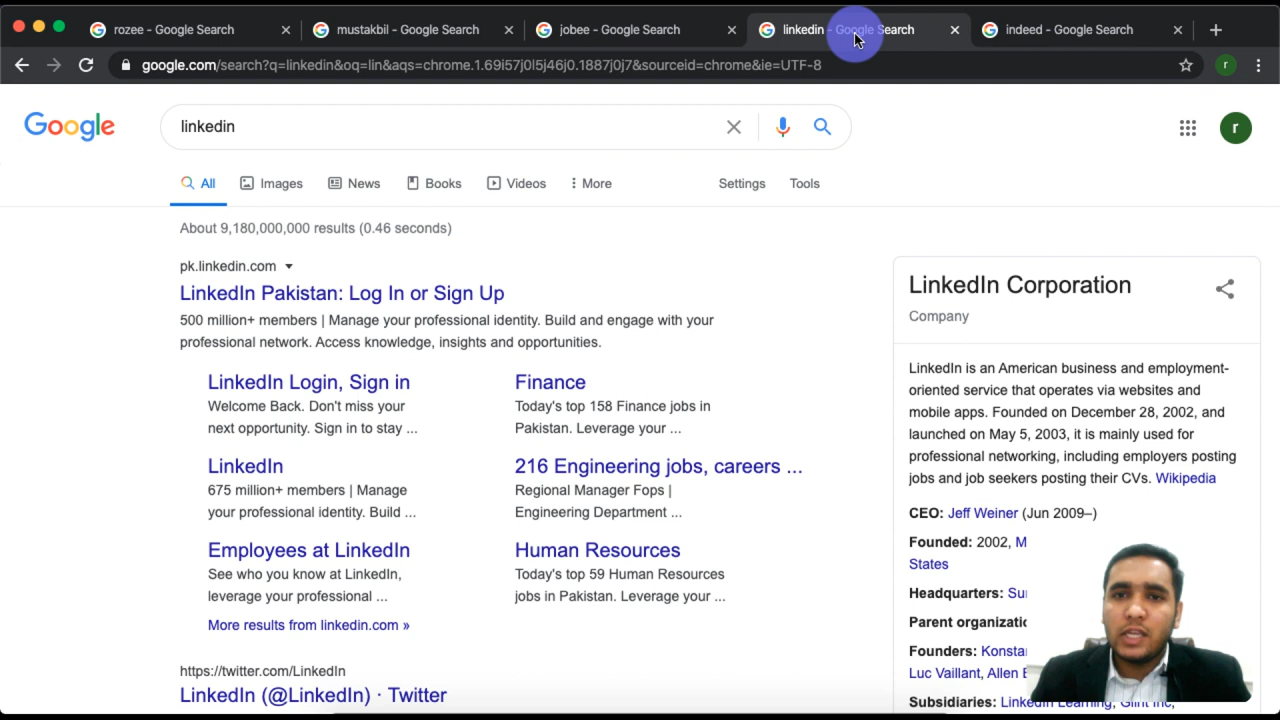 rozee - Google Search
mustakbil - Google Search
jobee - Google Search
linkedin - Google Search
indeed - Google Search
google.com/search?q=linkedin&oq=lin&aqs=chrome.1.69i57j0l5j46j0.1887j0j7&sourceid=chrome&ie=UTF-8
r
Google
linkedin
r
All
Images
News
Books
Videos
More
Settings
Tools
About 9,180,000,000 results (0.46 seconds)
pk.linkedin.com
LinkedIn Pakistan: Log In or Sign Up
500 million+ members | Manage your professional identity. Build and engage with your
professional network. Access knowledge, insights and opportunities.
LinkedIn Login, Sign in
Welcome Back. Don't miss your
next opportunity. Sign in to stay ...
Finance
Today's top 158 Finance jobs in
Pakistan. Leverage your ...
LinkedIn
675 million+ members | Manage
your professional identity. Build ...
216 Engineering jobs, careers ...
Regional Manager Fops |
Engineering Department ...
Employees at LinkedIn
See who you know at LinkedIn,
leverage your professional ...
Human Resources
Today's top 59 Human Resources
jobs in Pakistan. Leverage your ...
More results from linkedin.com »
https://twitter.com/LinkedIn
LinkedIn (@LinkedIn) · Twitter
LinkedIn Corporation
Company
LinkedIn is an American business and employment-
oriented service that operates via websites and
mobile apps. Founded on December 28, 2002, and
launched on May 5, 2003, it is mainly used for
professional networking, including employers posting
jobs and job seekers posting their CVs. Wikipedia
CEO: Jeff Weiner (Jun 2009–)
Founded: 2002, M
States
Headquarters: Su
Parent organizatio
Founders: Konsta
Luc Vaillant, Allen
Subsidiaries: LinkedIn Learning, Glint Inc,